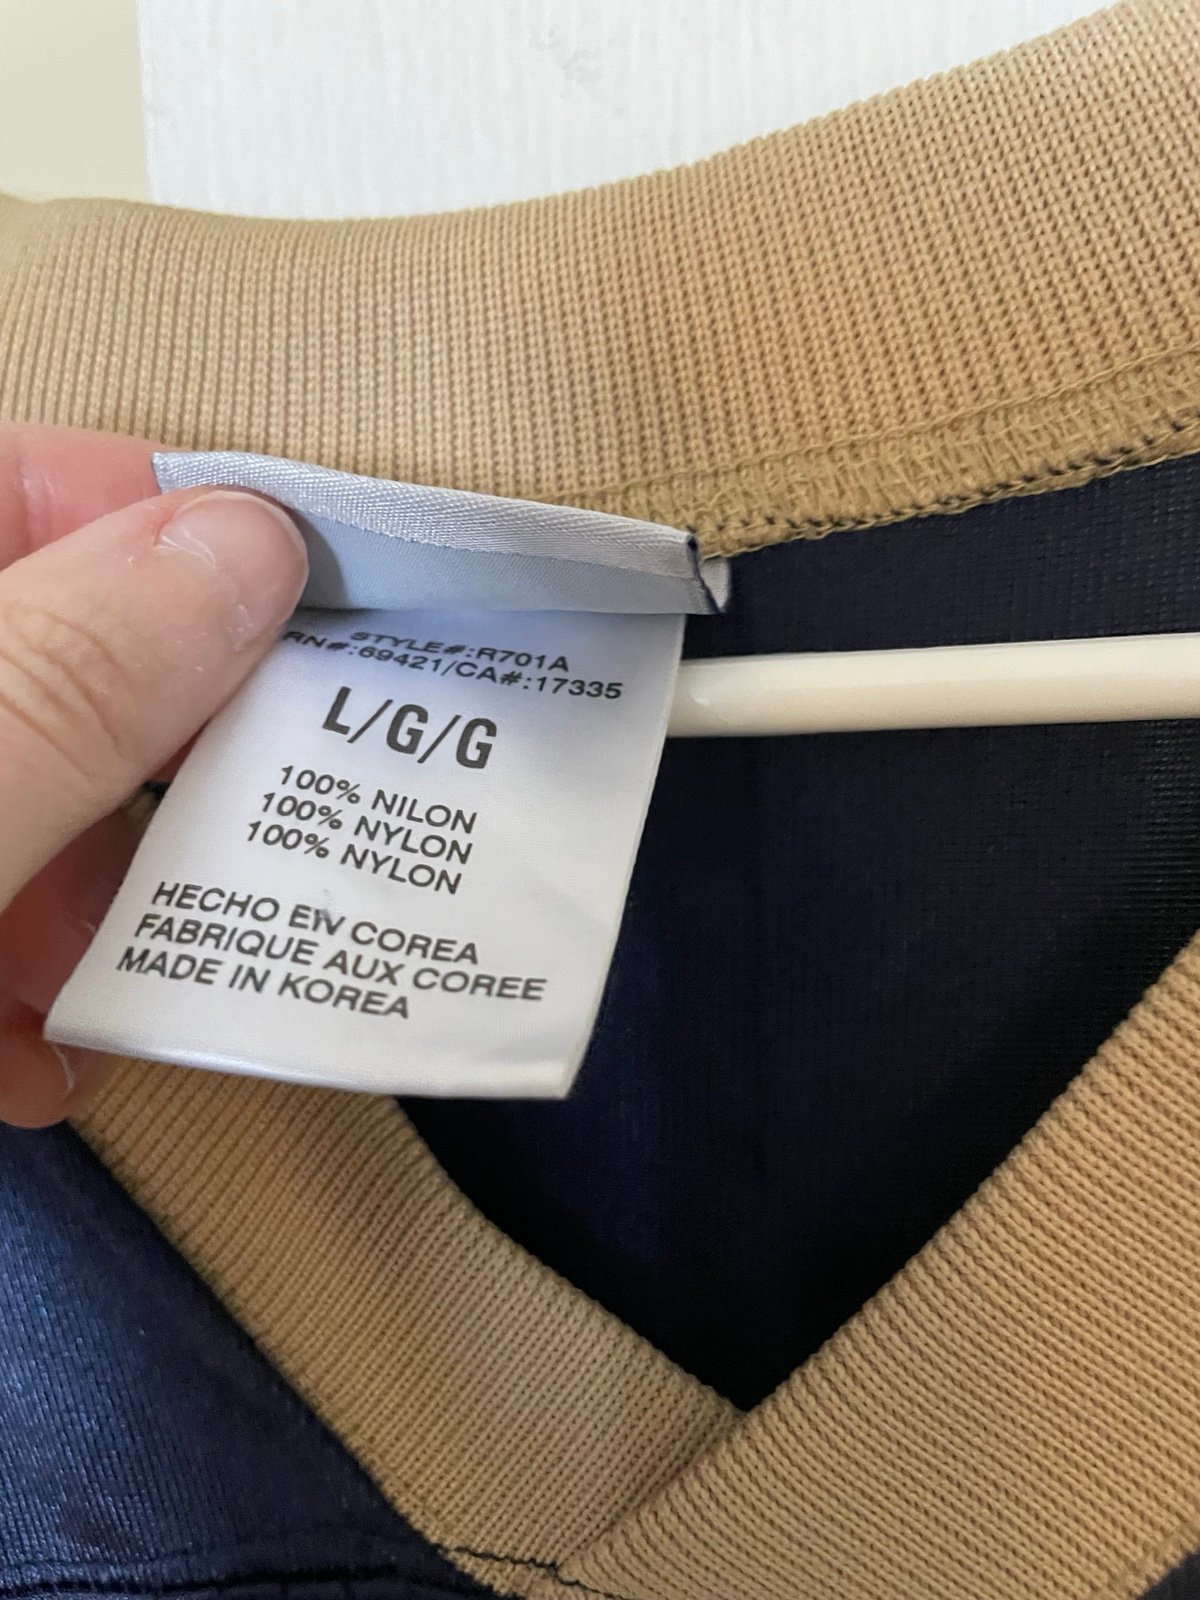 STYLE#:R701A
RN#:69421/CA#:17335
L/G/G
100% NILON
100% NYLON
100% NYLON
HECHO EN COREA
FABRIQUE AUX COREE
MADE IN KOREA